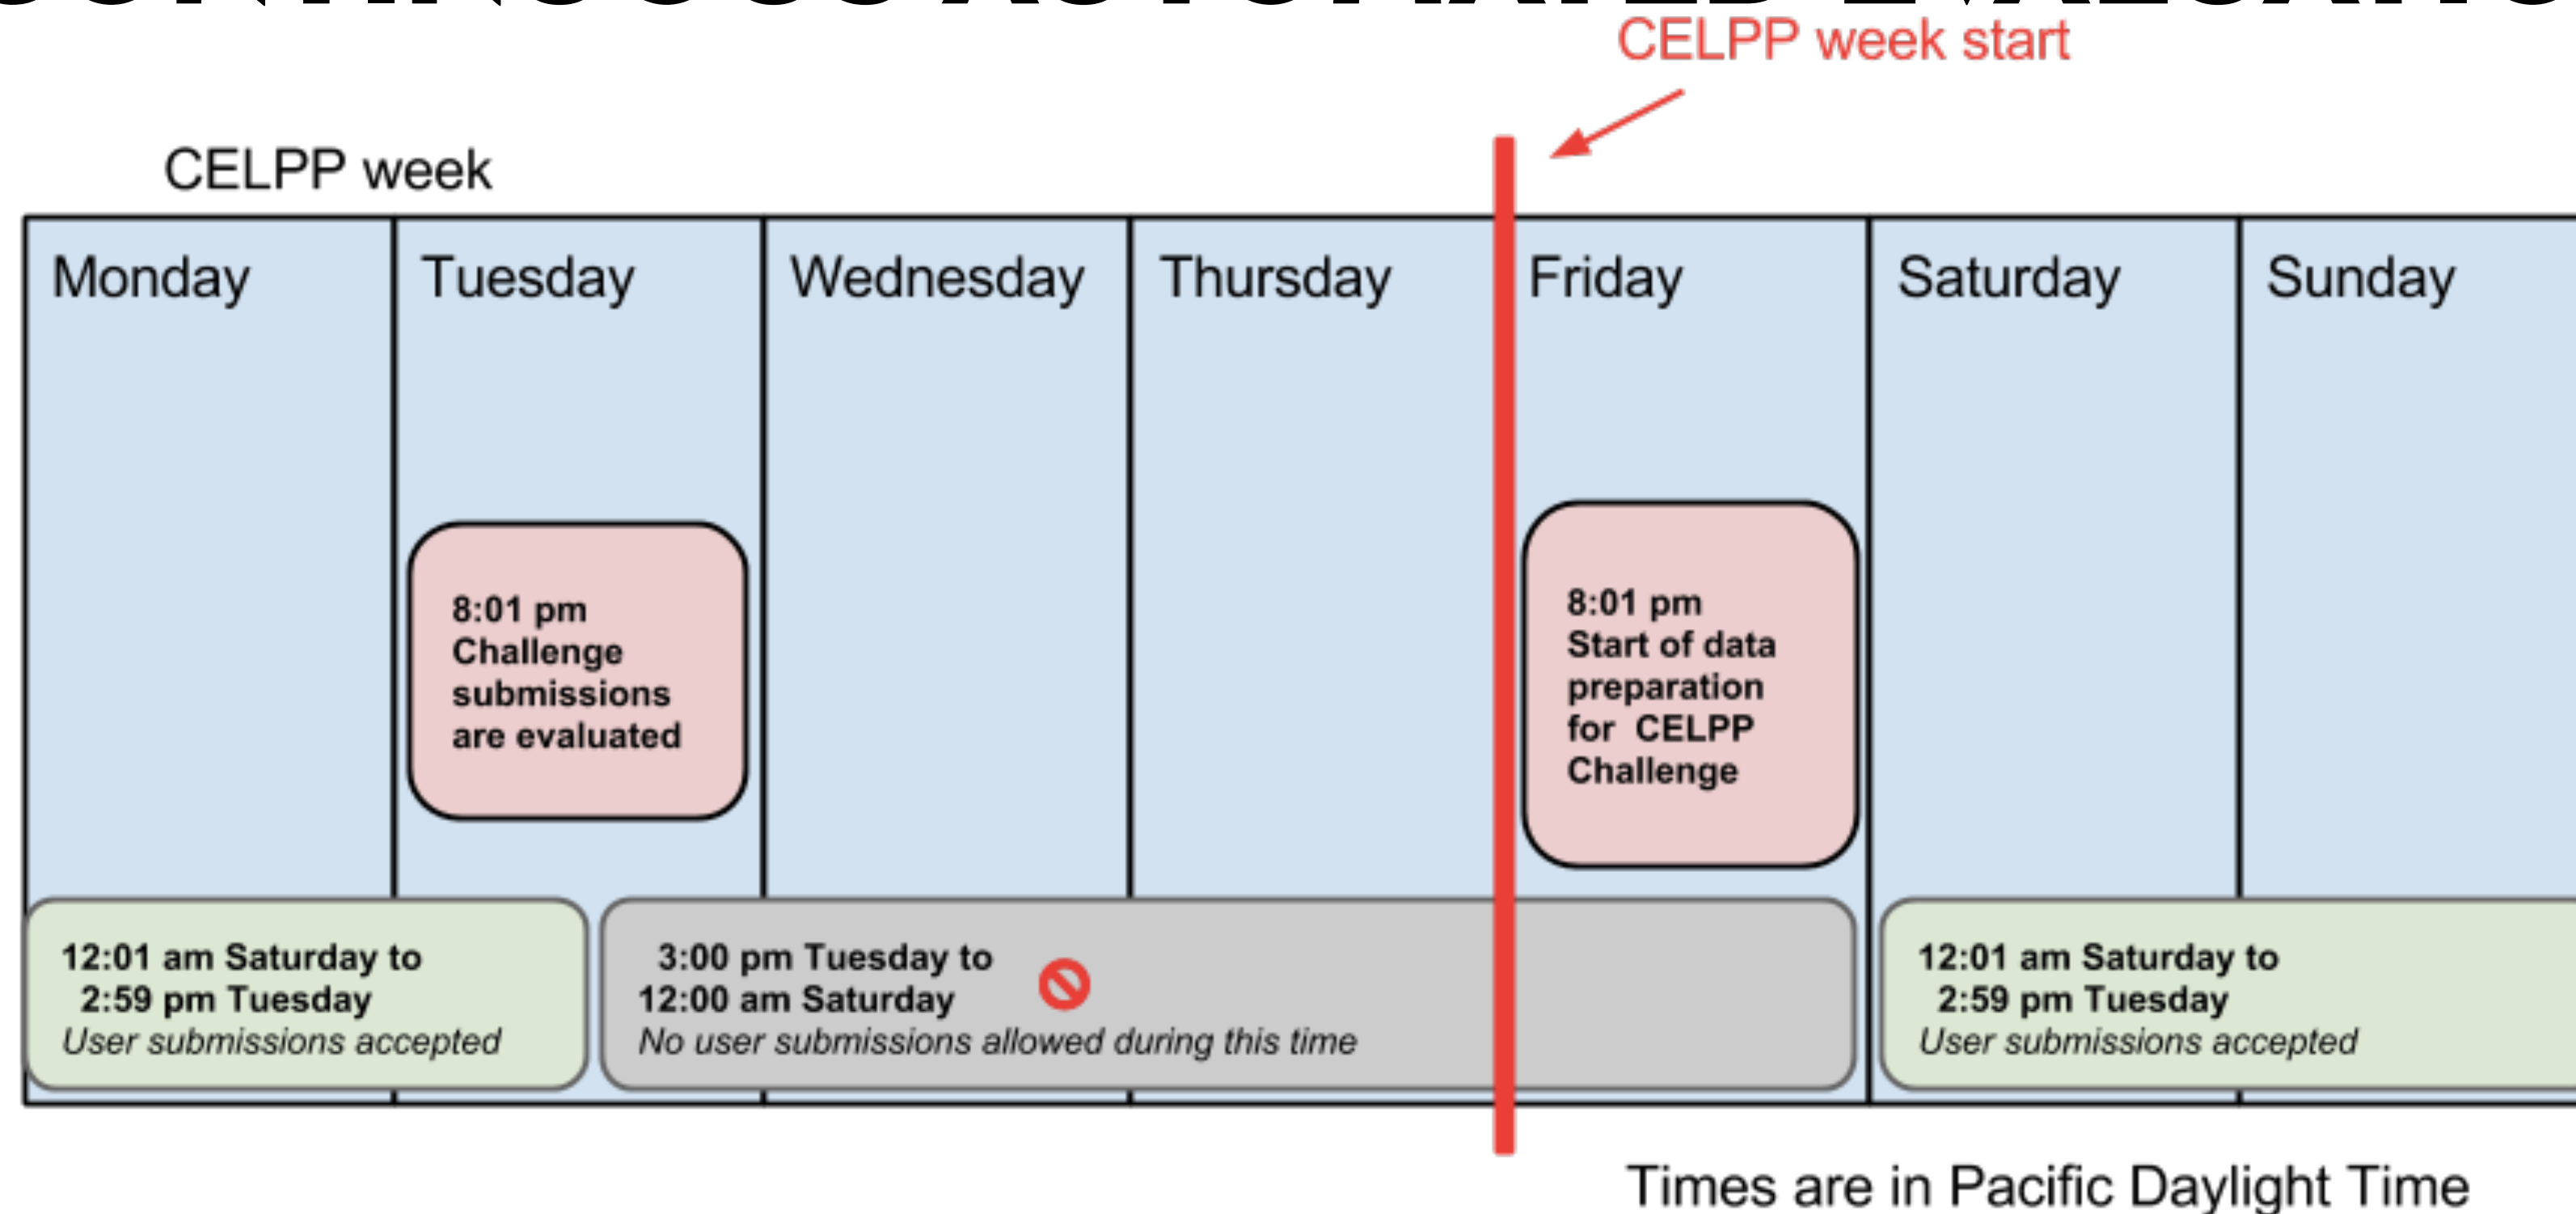 CELPP week start
CELPP week
Monday
Tuesday
Wednesday
Thursday
Friday
Saturday
Sunday
8:01 pm
Challenge
submissions
are evaluated
8:01 pm
Start of data
preparation
for CELPP
Challenge
12:01 am Saturday to
2:59 pm Tuesday
User submissions accepted
3:00 pm Tuesday to
12:00 am Saturday
No user submissions allowed during this time
12:01 am Saturday to
2:59 pm Tuesday
User submissions accepted
Times are in Pacific Daylight Time